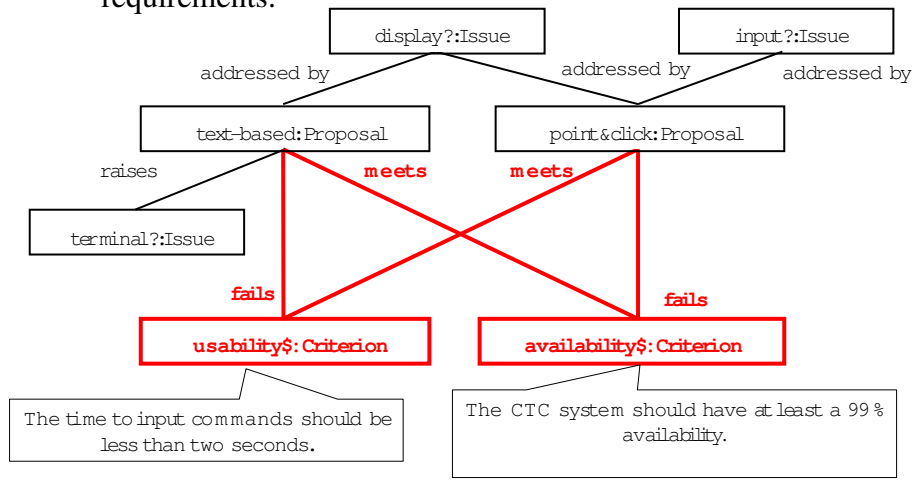 requirements.
display?:Issue
input?:Issue
addressed by
addressed by
addressed by
text-based:Proposal
point&click:Proposal
raises
meets
meets
terminal?:Issue
fails
fails
usability$:Criterion
availability$:Criterion
The time to input commands should be
less than two seconds.
The CTC system should have at least a 99%
availability.